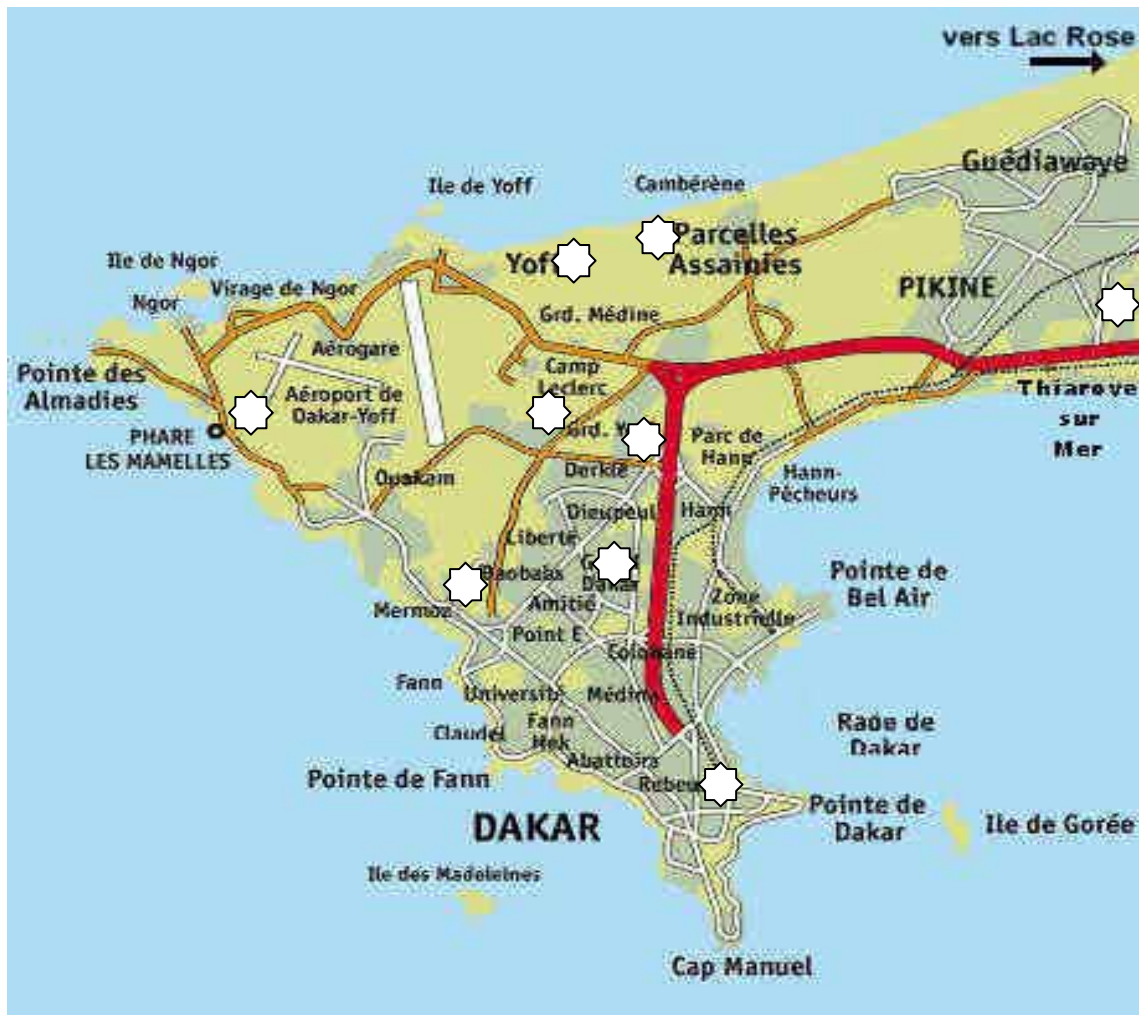 vers Lac Rose
Guédiawaye
Ile de Yoff
Cambérène
Parcelles
Assainies
Ile de Ngor
Virage de Ngor
Ngor
PIKINE
Grd. Médine
Aérogare
Camp
Leclerc
Pointe des
Almadies
Aéroport de
Dakar-Yoff
Thiaroye
sur
Mer
PHARE
LES MAMELLES
Grd.
Parc de
Hann
Derklé
Ouakam
Hann-
Pêcheurs
Dieupeul
Hann
Liberté
Baobabs
Dakar
Pointe de
Bel Air
Amitié
Zone
Industrielle
Mermoz
Point E
Colobane
Fann
Université
Médina
Claudel
Fann
Hok
Rade de
Dakar
Abattoirs
Pointe de Fann
DAKAR
Pointe de
Dakar
Ile de Gorée
Ile des Madeleines
Cap Manuel